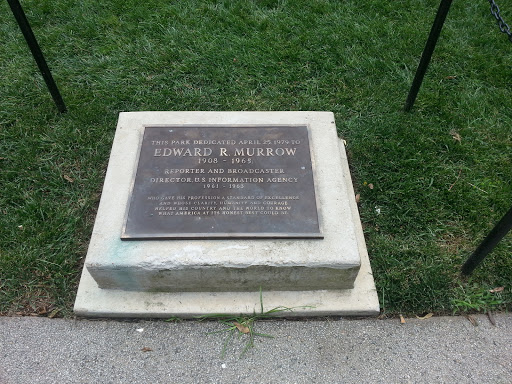 THIS PARK DEDICATED APRIL 25 1979 TO
EDWARD R. MURROW
1908 - 1965
REPORTER AND BROADCASTER
DIRECTOR, U.S. INFORMATION AGENCY
1961 - 1965
WHO GAVE HIS PROFESSION A STANDARD OF EXCELLENCE
AND WHOSE CLARITY, HUMANITY AND COURAGE
HELPED HIS COUNTRY AND THE WORLD TO KNOW
WHAT AMERICA AT ITS HONEST BEST COULD BE.